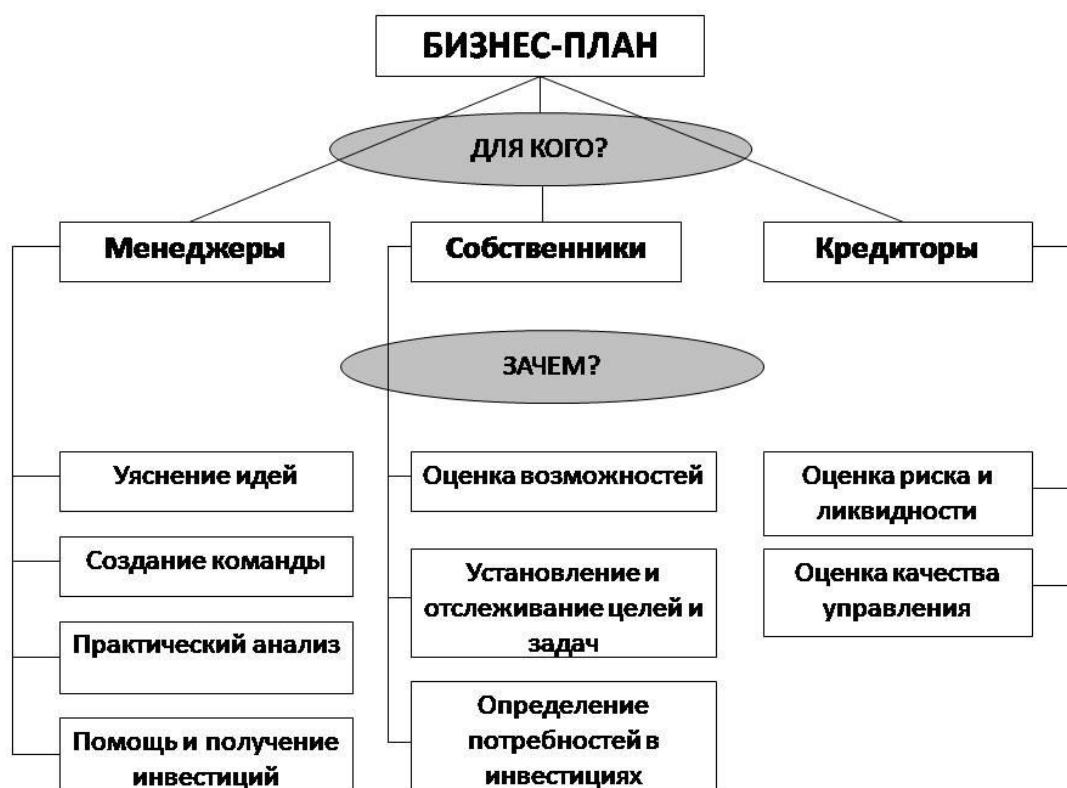 БИЗНЕС-ПЛАН
ДЛЯ КОГО?
Менеджеры
Собственники
Кредиторы
ЗАЧЕМ?
Уяснение идей
Создание команды
Практический анализ
Помощь и получение
инвестиций
Оценка возможностей
Установление и
отслеживание целей и
задач
Определение
потребностей в
инвестициях
Оценка риска и
ликвидности
Оценка качества
управления